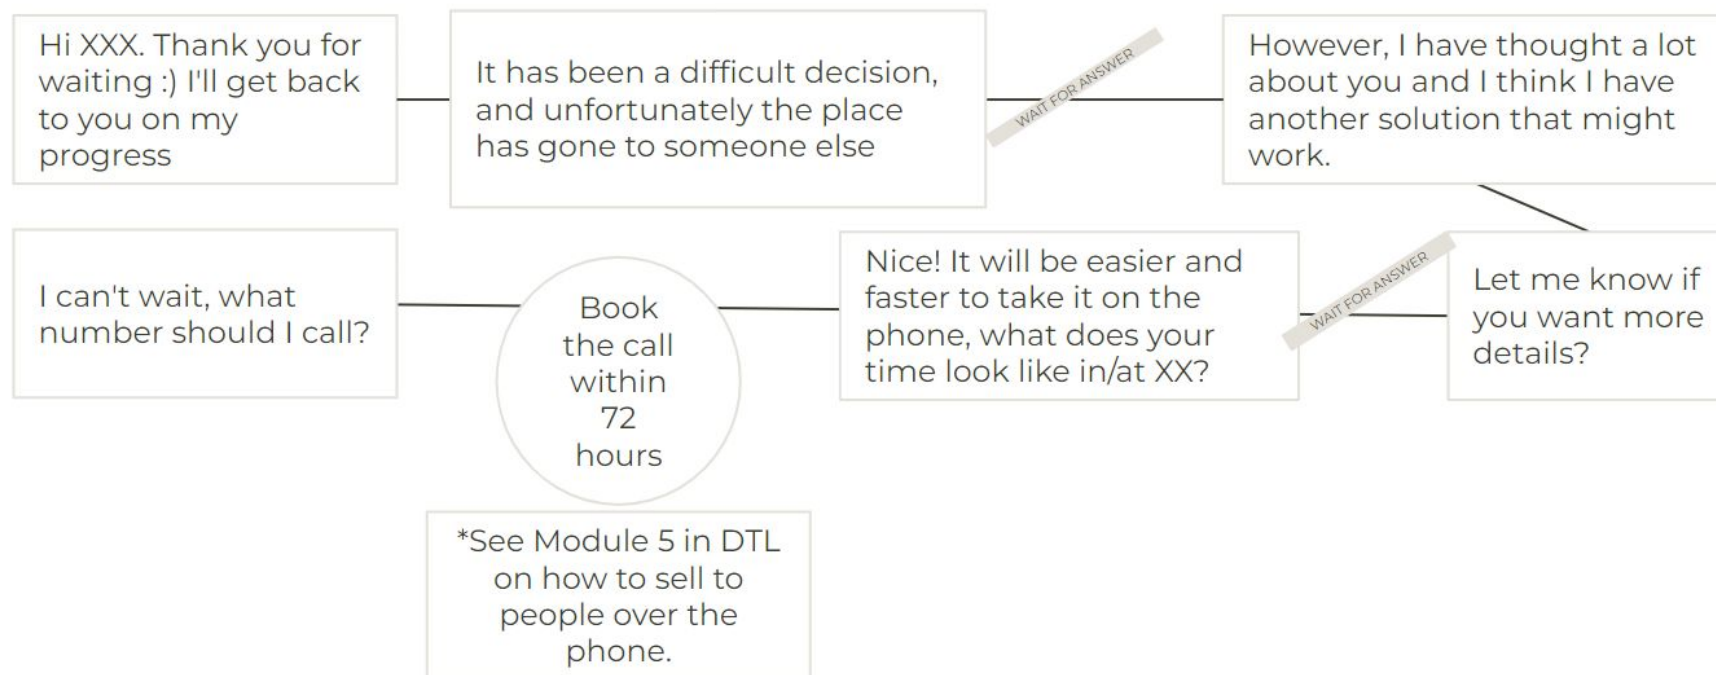 Hi XXX. Thank you for
waiting :) I'll get back
to you on my
progress
It has been a difficult decision,
and unfortunately the place
has gone to someone else
WAIT FOR ANSWER
However, I have thought a lot
about you and I think I have
another solution that might
work.
Let me know if
you want more
details?
WAIT FOR ANSWER
Nice! It will be easier and
faster to take it on the
phone, what does your
time look like in/at XX?
Book
the call
within
72
hours
I can't wait, what
number should I call?
*See Module 5 in DTL
on how to sell to
people over the
phone.